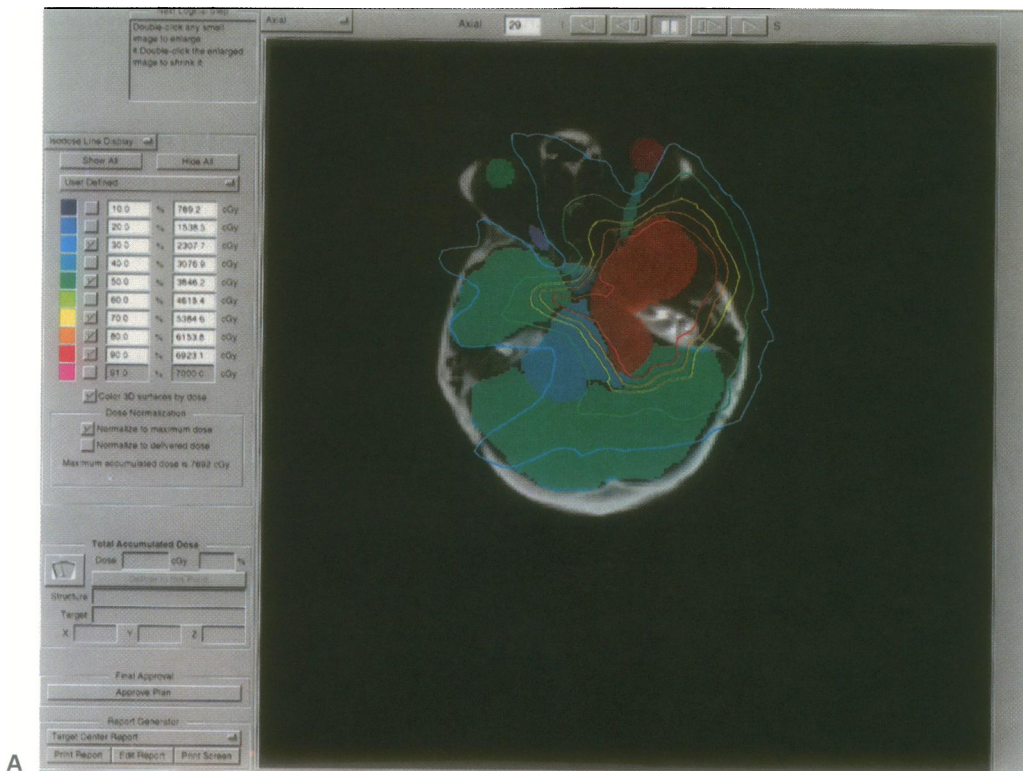 Next Logical Step
Double-click any small
image to enlarge
# Double-click the enlarged
image to shrink it
Axial
Axial 29 I S
Isodose Line Display
Show All Hide All
User Defined
10.0 % 769.2 cGy
20.0 % 1538.5 cGy
30.0 % 2307.7 cGy
40.0 % 3076.9 cGy
50.0 % 3846.2 cGy
60.0 % 4615.4 cGy
70.0 % 5384.6 cGy
80.0 % 6153.8 cGy
90.0 % 6923.1 cGy
91.0 % 7000.0 cGy
Color 3D surfaces by dose
Dose Normalization
Normalize to maximum dose
Normalize to delivered dose
Maximum accumulated dose is 7692 cGy
Total Accumulated Dose
Dose cGy %
to this Point
Structure
Target
X Y Z
Final Approval
Approve Plan
Report Generator
Target Center Report
Print Report Edit Report Print Screen
A